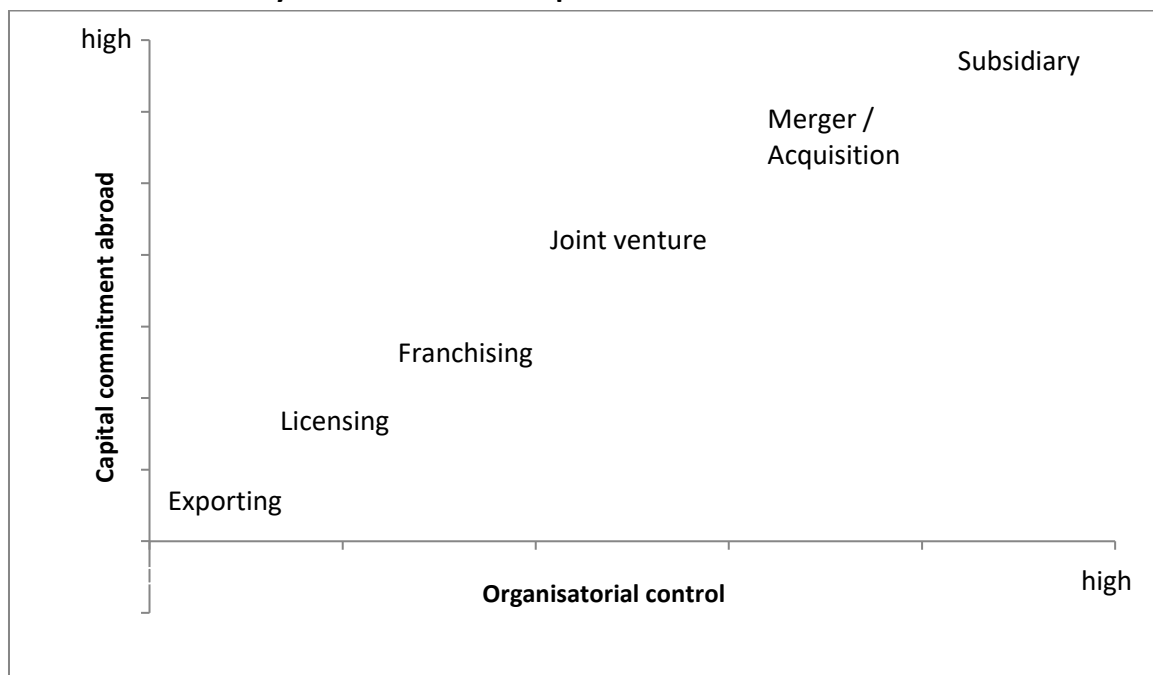 high
Subsidiary
Merger /
Acquisition
Capital commitment abroad
Joint venture
Franchising
Licensing
Exporting
high
Organisatorial control